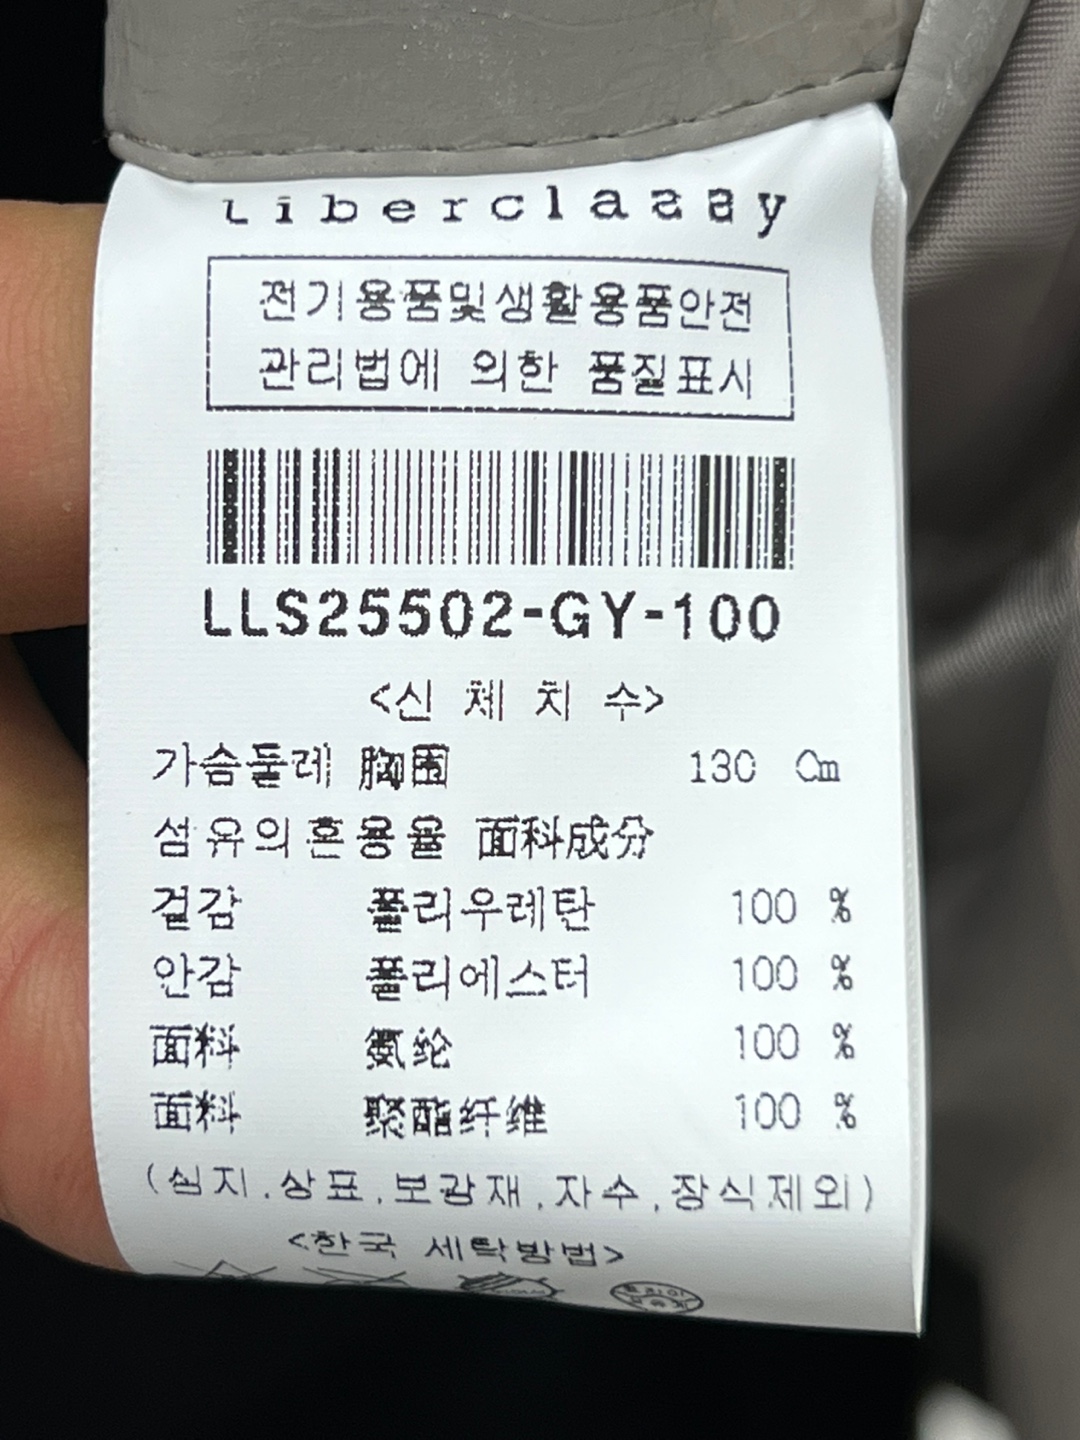 Liberclassy
전기용품및생활용품안전
관리법에 의한 품질표시
LLS25502-GY-100
<신 체 치 수>
가슴둘레 胸围 130 Cm
섬유의혼용율 面料成分
겉감 폴리우레탄 100 %
안감 폴리에스터 100 %
面料 氨纶 100 %
面料 聚酯纤维 100 %
(심지.상표.보강재.자수.장식제외)
<한국 세탁방법>